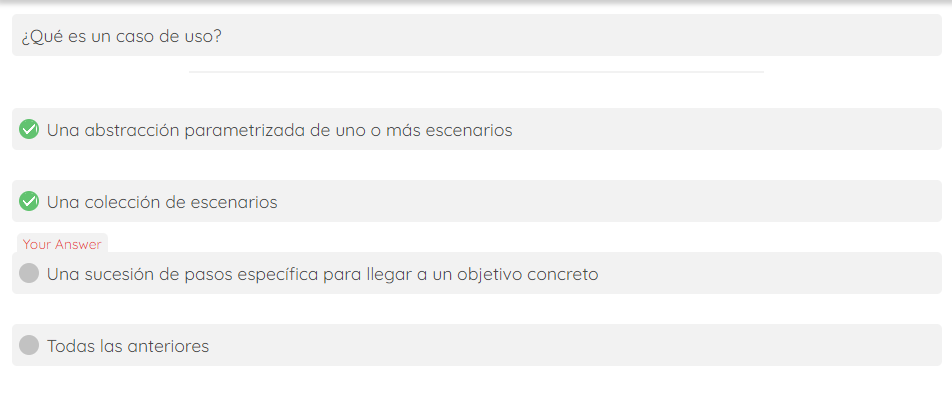 ¿Qué es un caso de uso?
Una abstracción parametrizada de uno o más escenarios
Una colección de escenarios
Your Answer
Una sucesión de pasos específica para llegar a un objetivo concreto
Todas las anteriores